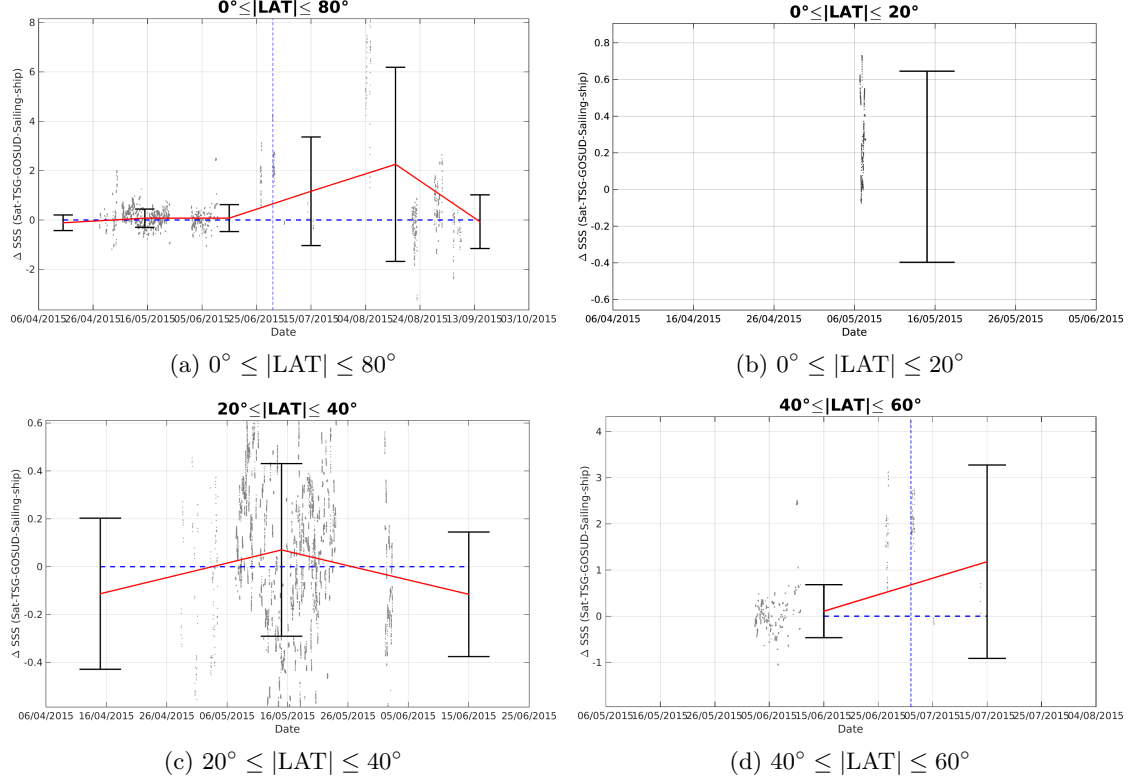 0°≤|LAT|≤ 80°
8
6
4
2
0
-2
Δ SSS (Sat-TSG-GOSUD-Sailing-ship)
06/04/2015 26/04/2015 16/05/2015 05/06/2015 25/06/2015 15/07/2015 04/08/2015 24/08/2015 13/09/2015 03/10/2015
Date
(a) 0° ≤ |LAT| ≤ 80°
0°≤|LAT|≤ 20°
0.8
0.6
0.4
0.2
0
-0.2
-0.4
-0.6
Δ SSS (Sat-TSG-GOSUD-Sailing-ship)
06/04/2015 16/04/2015 26/04/2015 06/05/2015 16/05/2015 26/05/2015 05/06/2015
Date
(b) 0° ≤ |LAT| ≤ 20°
20°≤|LAT|≤ 40°
0.6
0.4
0.2
0
-0.2
-0.4
Δ SSS (Sat-TSG-GOSUD-Sailing-ship)
06/04/2015 16/04/2015 26/04/2015 06/05/2015 16/05/2015 26/05/2015 05/06/2015 15/06/2015 25/06/2015
Date
(c) 20° ≤ |LAT| ≤ 40°
40°≤|LAT|≤ 60°
4
3
2
1
0
-1
Δ SSS (Sat-TSG-GOSUD-Sailing-ship)
06/05/2015 16/05/2015 26/05/2015 05/06/2015 15/06/2015 25/06/2015 05/07/2015 15/07/2015 25/07/2015 04/08/2015
Date
(d) 40° ≤ |LAT| ≤ 60°